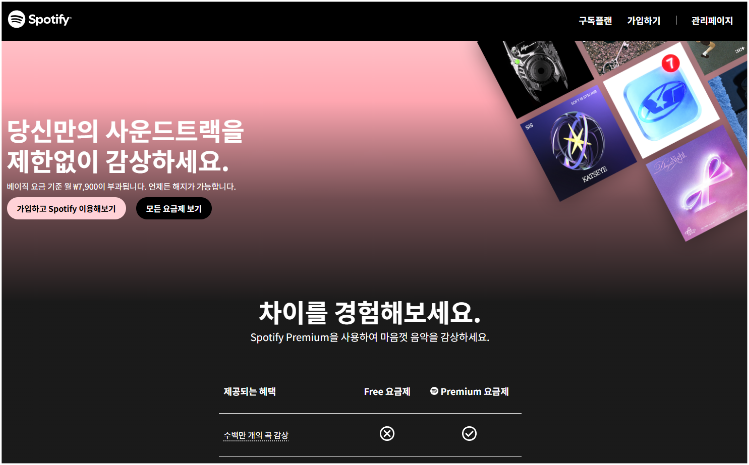 Spotify
구독플랜 가입하기 | 관리페이지
당신만의 사운드트랙을
제한없이 감상하세요.
베이직 요금 기준 월 ₩7,900이 부과됩니다. 언제든 해지가 가능합니다.
가입하고 Spotify 이용해보기 모든 요금제 보기
7
SIS
KATSEYE
차이를 경험해보세요.
Spotify Premium을 사용하여 마음껏 음악을 감상하세요.
제공되는 혜택 Free 요금제 Premium 요금제
수백만 개의 곡 감상